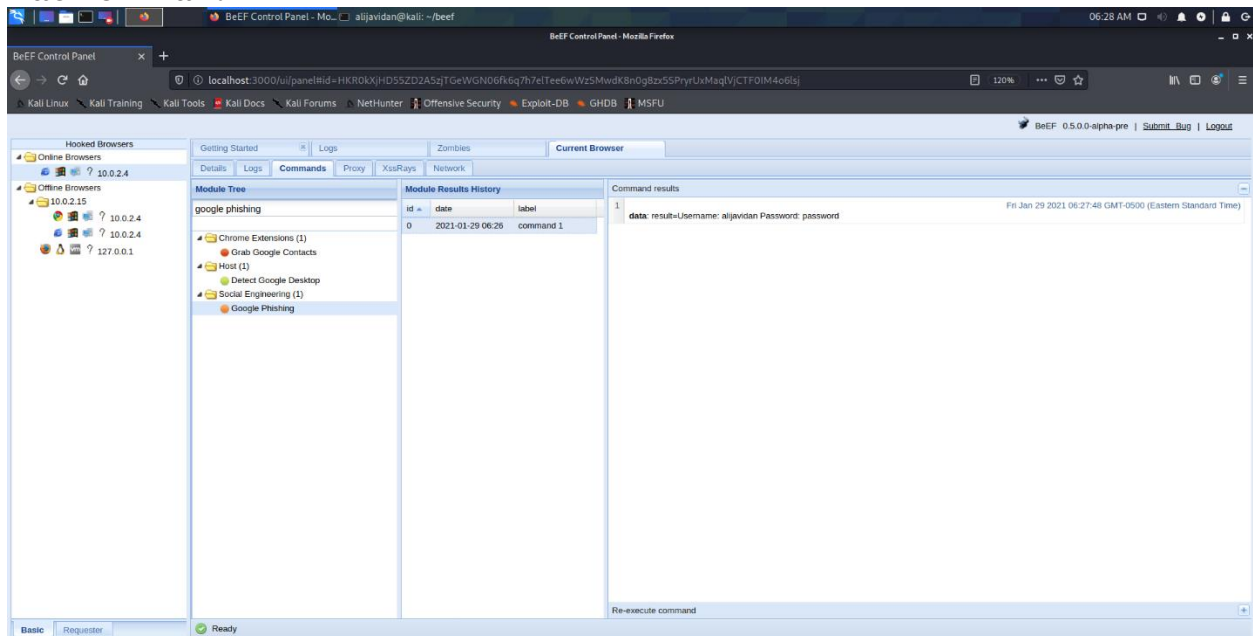 BeEF Control Panel - Mo...
alijavidan@kali: ~/beef
06:28 AM
BeEF Control Panel - Mozilla Firefox
BeEF Control Panel
localhost:3000/ui/panel#id=
120%
Kali Linux
Kali Training
Kali Tools
Kali Docs
Kali Forums
NetHunter
Offensive Security
Exploit-DB
GHDB
MSFU
BeEF 0.5.0.0-alpha-pre | Submit Bug | Logout
Hooked Browsers
Online Browsers
? 10.0.2.4
Offline Browsers
10.0.2.15
? 10.0.2.4
? 10.0.2.4
? 127.0.0.1
Getting Started
Logs
Zombies
Current Browser
Details
Logs
Commands
Proxy
XssRays
Network
Module Tree
google phishing
Chrome Extensions (1)
Grab Google Contacts
Host (1)
Detect Google Desktop
Social Engineering (1)
Google Phishing
Module Results History
id date label
0 2021-01-29 06:26 command 1
Command results
1
Fri Jan 29 2021 06:27:48 GMT-0500 (Eastern Standard Time)
data: result=Username: alijavidan Password: password
Re-execute command
Basic
Requester
Ready